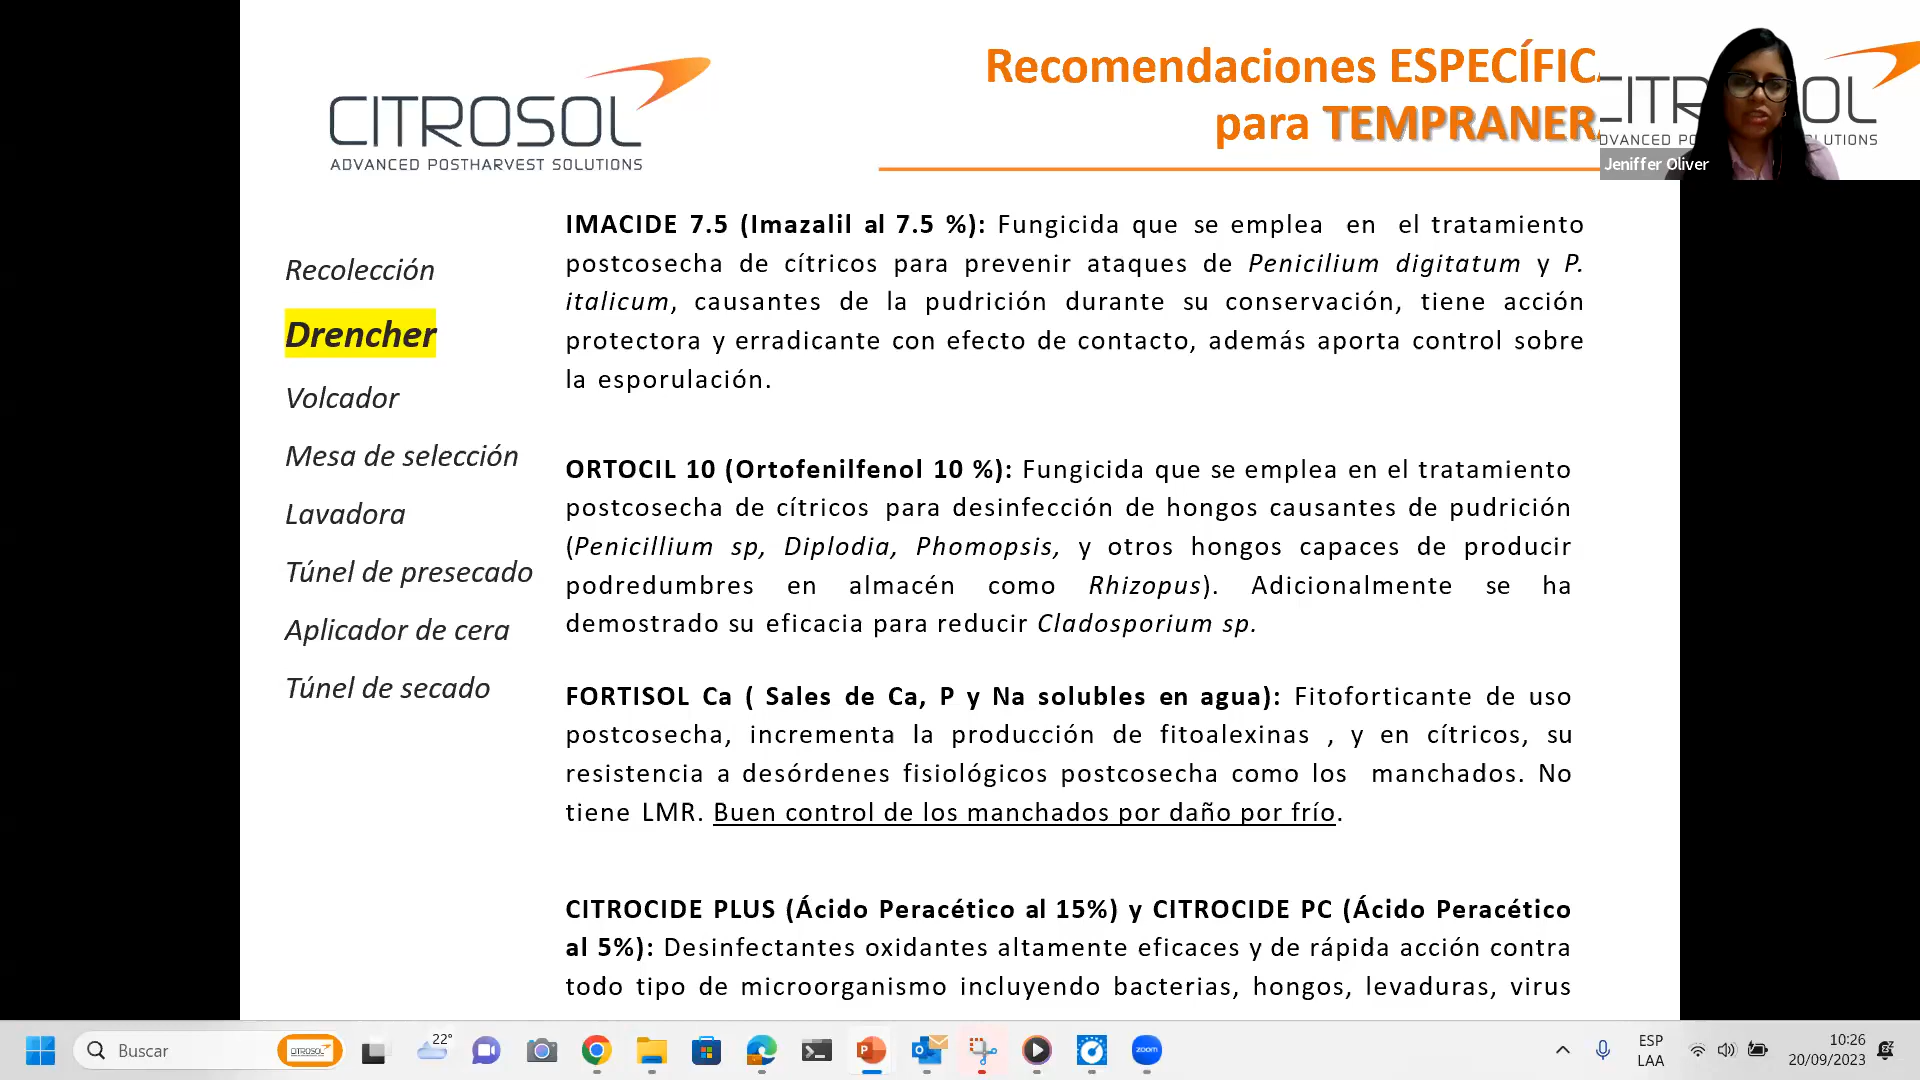 CITROSOL
ADVANCED POSTHARVEST SOLUTIONS
Recomendaciones ESPECÍFIC
para TEMPRANER
Jeniffer Oliver
Recolección
Drencher
Volcador
Mesa de selección
Lavadora
Túnel de presecado
Aplicador de cera
Túnel de secado
IMACIDE 7.5 (Imazalil al 7.5 %): Fungicida que se emplea en el tratamiento
postcosecha de cítricos para prevenir ataques de Penicilium digitatum y P.
italicum, causantes de la pudrición durante su conservación, tiene acción
protectora y erradicante con efecto de contacto, además aporta control sobre
la esporulación.
ORTOCIL 10 (Ortofenilfenol 10 %): Fungicida que se emplea en el tratamiento
postcosecha de cítricos para desinfección de hongos causantes de pudrición
(Penicillium sp, Diplodia, Phomopsis, y otros hongos capaces de producir
podredumbres en almacén como Rhizopus). Adicionalmente se ha
demostrado su eficacia para reducir Cladosporium sp.
FORTISOL Ca ( Sales de Ca, P y Na solubles en agua): Fitoforticante de uso
postcosecha, incrementa la producción de fitoalexinas , y en cítricos, su
resistencia a desórdenes fisiológicos postcosecha como los manchados. No
tiene LMR. Buen control de los manchados por daño por frío.
CITROCIDE PLUS (Ácido Peracético al 15%) y CITROCIDE PC (Ácido Peracético
al 5%): Desinfectantes oxidantes altamente eficaces y de rápida acción contra
todo tipo de microorganismo incluyendo bacterias, hongos, levaduras, virus
Buscar
CITROSOL
22°
zoom
ESP
LAA
10:26
20/09/2023